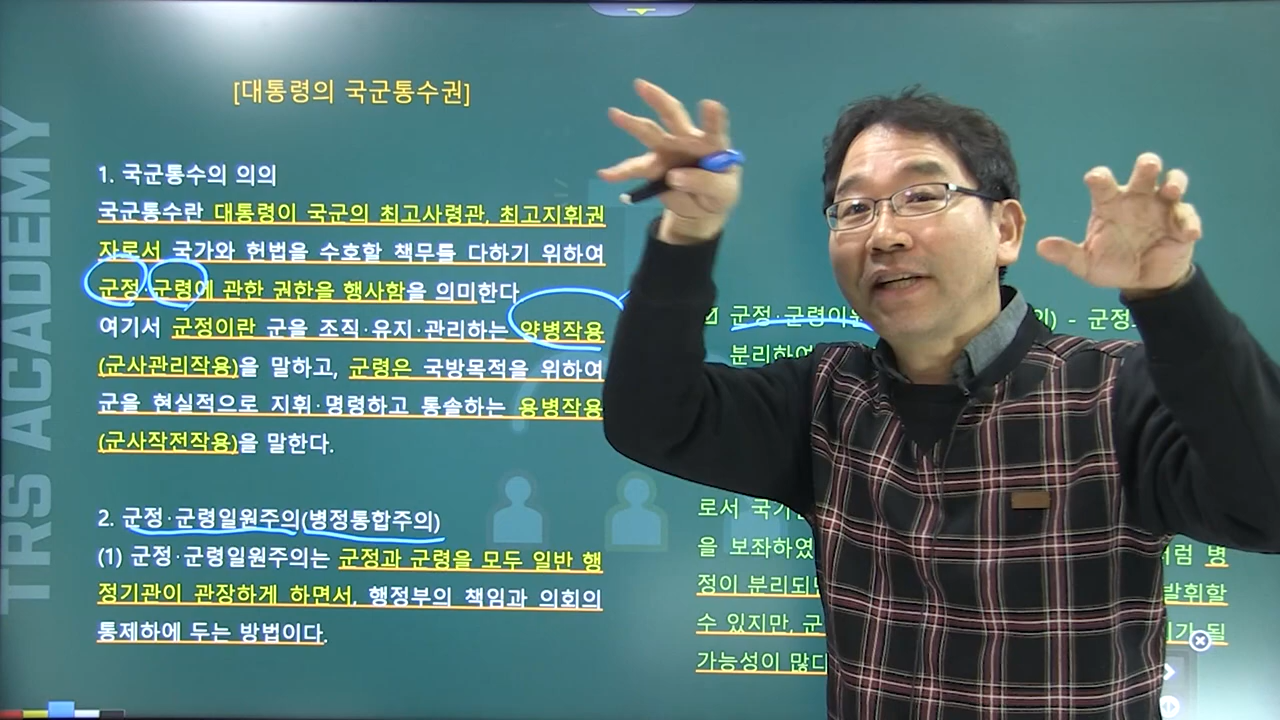 [대통령의 국군통수권]
1. 국군통수의 의의
국군통수란 대통령이 국군의 최고사령관, 최고지휘권
자로서 국가와 헌법을 수호할 책무를 다하기 위하여
군정·군령에 관한 권한을 행사함을 의미한다
여기서 군정이란 군을 조직·유지·관리하는 양병작용
(군사관리작용)을 말하고, 군령은 국방목적을 위하여
군을 현실적으로 지휘·명령하고 통솔하는 용병작용
(군사작전작용)을 말한다.
2. 군정·군령일원주의(병정통합주의)
(1) 군정·군령일원주의는 군정과 군령을 모두 일반 행
정기관이 관장하게 하면서, 행정부의 책임과 의회의
통제하에 두는 방법이다.
군정·군령이원 - 군정
분리하여
로서
을 보좌하였 병
정이 분리되 발휘할
수 있지만, 될
가능성이 많다
TRS ACADEMY